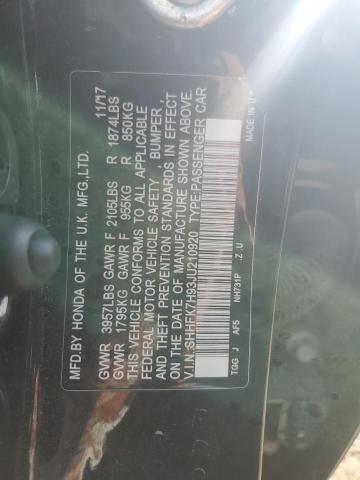 MFD.BY HONDA OF THE U.K. MFG.,LTD. 11/17
GVWR 3957LBS GAWR F 2105LBS R 1874LBS
GVWR 1795KG GAWR F 955KG R 850KG
THIS VEHICLE CONFORMS TO ALL APPLICABLE
FEDERAL MOTOR VEHICLE SAFETY, BUMPER,
AND THEFT PREVENTION STANDARDS IN EFFECT
ON THE DATE OF MANUFACTURE SHOWN ABOVE.
V.I.N.:SHHFK7H93JU210920 TYPE:PASSENGER CAR
TGG J AF5 NH731P .Z.U MADE IN U